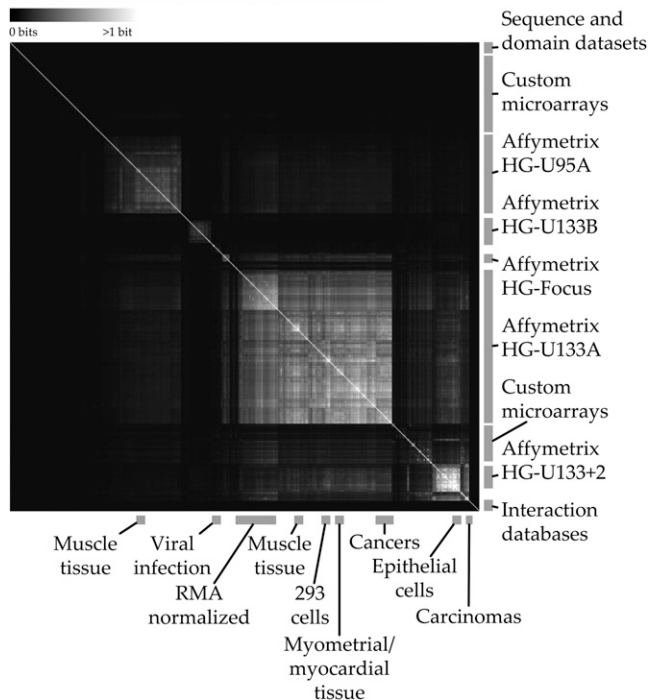 0 bits
>1 bit
Sequence and
domain datasets
Custom
microarrays
Affymetrix
HG-U95A
Affymetrix
HG-U133B
Affymetrix
HG-Focus
Affymetrix
HG-U133A
Custom
microarrays
Affymetrix
HG-U133+2
Interaction
databases
Muscle
tissue
Viral
infection
RMA
normalized
Muscle
tissue
293
cells
Myometrial/
myocardial
tissue
Cancers
Epithelial
cells
Carcinomas